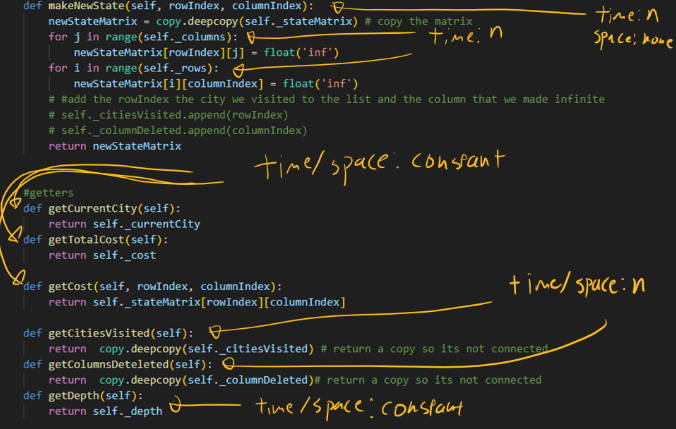 def makeNewState(self, rowIndex, columnIndex):
time: n
space: none
newStateMatrix = copy.deepcopy(self._stateMatrix) # copy the matrix
for j in range(self._columns):
time: n
newStateMatrix[rowIndex][j] = float('inf')
for i in range(self._rows):
newStateMatrix[i][columnIndex] = float('inf')
# #add the rowIndex the city we visited to the list and the column that we made infinite
# self._citiesVisited.append(rowIndex)
# self._columnDeleted.append(columnIndex)
return newStateMatrix
time/space: constant
#getters
def getCurrentCity(self):
return self._currentCity
def getTotalCost(self):
return self._cost
def getCost(self, rowIndex, columnIndex):
time/space: n
return self._stateMatrix[rowIndex][columnIndex]
def getCitiesVisited(self):
return  copy.deepcopy(self._citiesVisited) # return a copy so its not connected
def getColumnsDeteleted(self):
return  copy.deepcopy(self._columnDeleted)# return a copy so its not connected
def getDepth(self):
return self._depth
time/space: constant